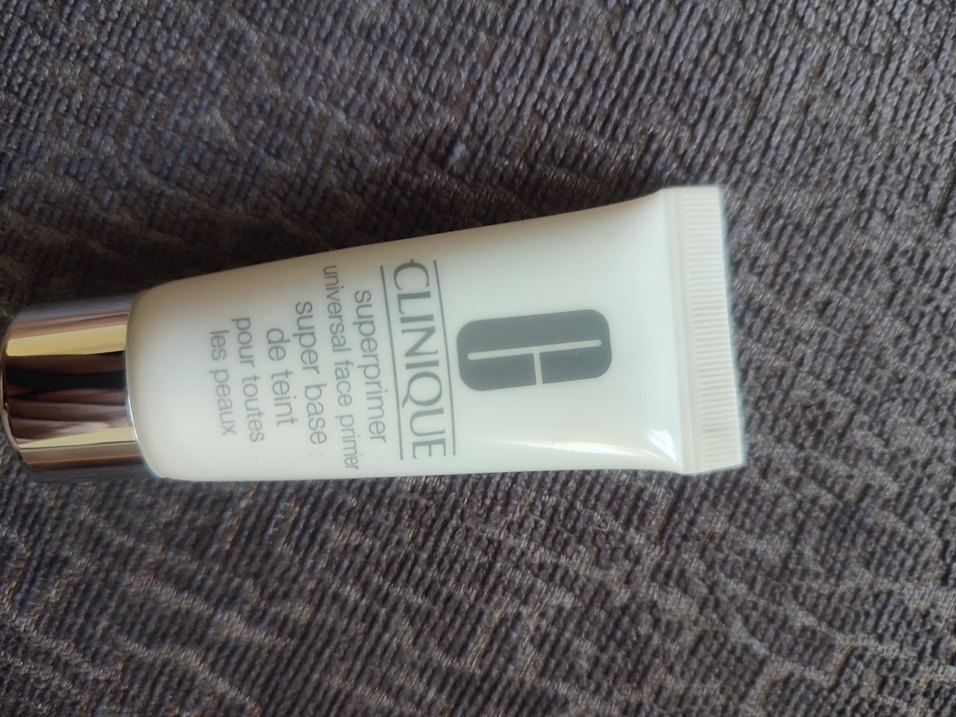 CLINIQUE
superprimer
universal face primer
super base
de teint
pour toutes
les peaux